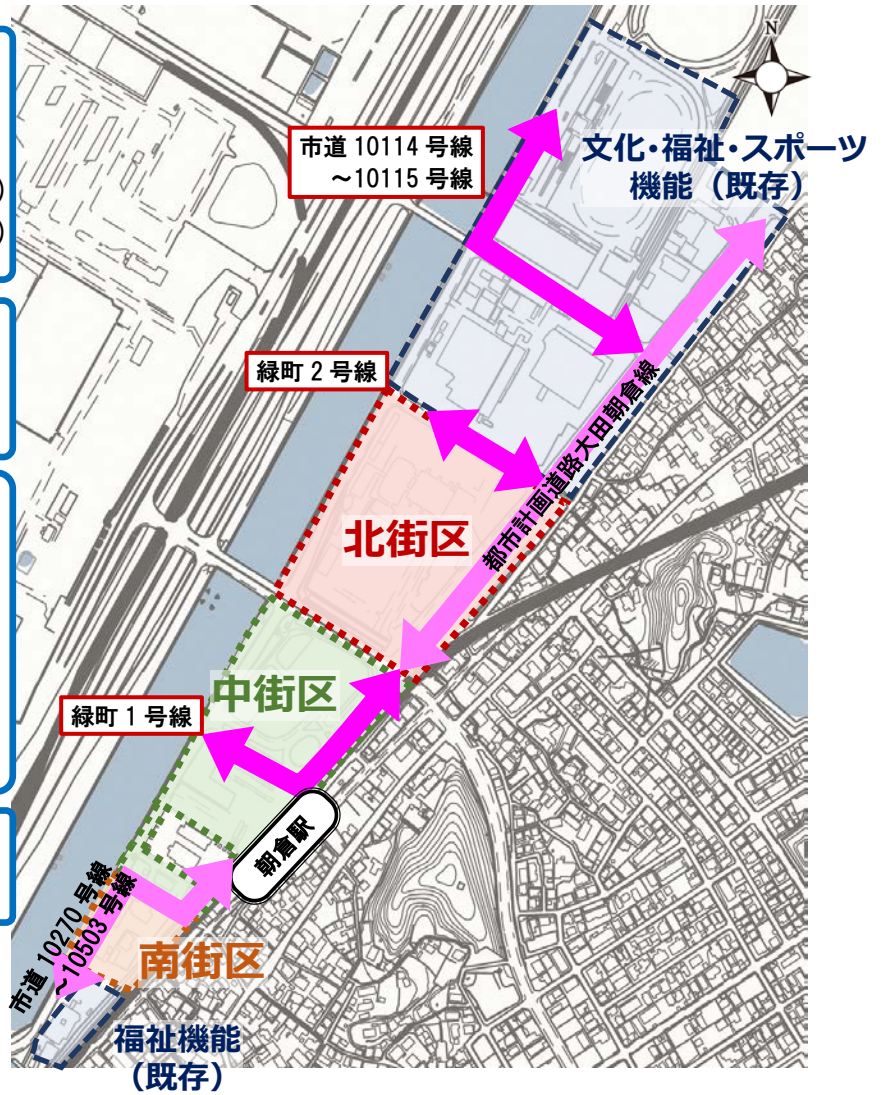 N
)
)
市道 10114 号線
～10115 号線
文化・福祉・スポーツ
機能（既存）
緑町 2 号線
都市計画道路大田朝倉線
北街区
中街区
緑町 1 号線
朝倉駅
市道 10270 号線
～10503 号線
南街区
福祉機能
（既存）